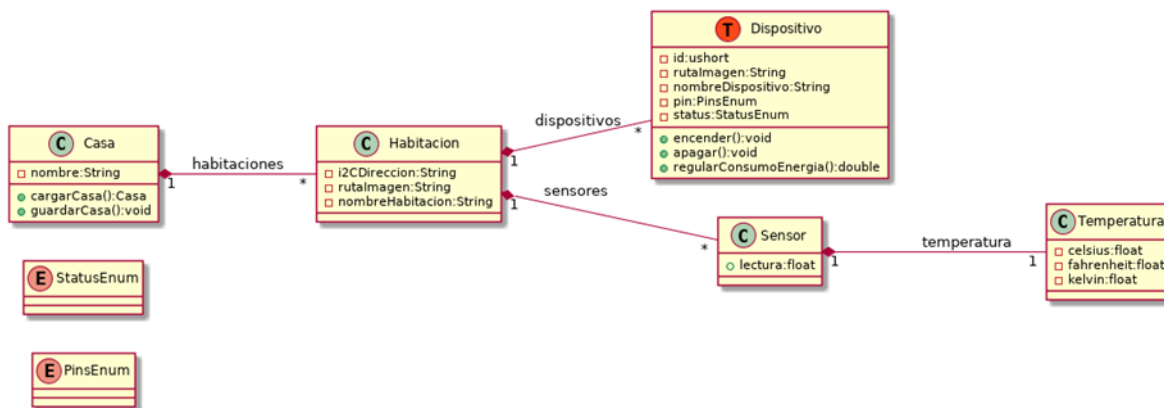 T Dispositivo
id:ushort
rutaImagen:String
nombreDispositivo:String
pin:PinsEnum
status:StatusEnum
encender():void
apagar():void
regularConsumoEnergia():double
C Casa
nombre:String
cargarCasa():Casa
guardarCasa():void
habitaciones
1
*
C Habitacion
i2CDireccion:String
rutaImagen:String
nombreHabitacion:String
dispositivos
1
*
sensores
1
*
C Sensor
lectura:float
temperatura
1
1
C Temperatura
celsius:float
fahrenheit:float
kelvin:float
E StatusEnum
E PinsEnum